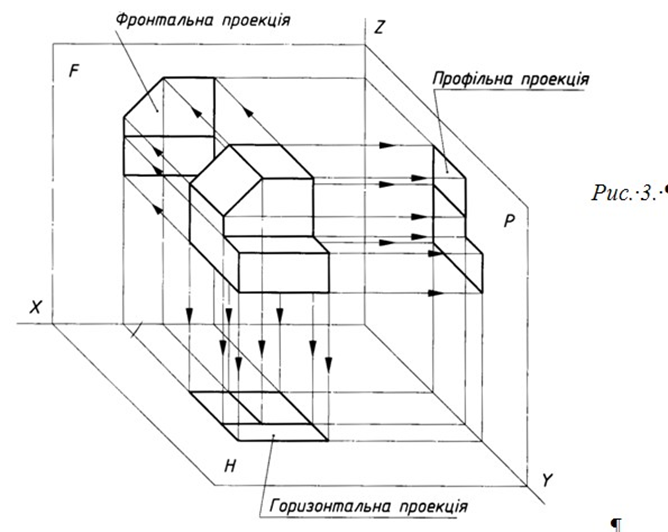 Фронтальна проекція
Z
F
Профільна проекція
Рис.·3.·¶
P
X
H
Y
Горизонтальна проекція
¶